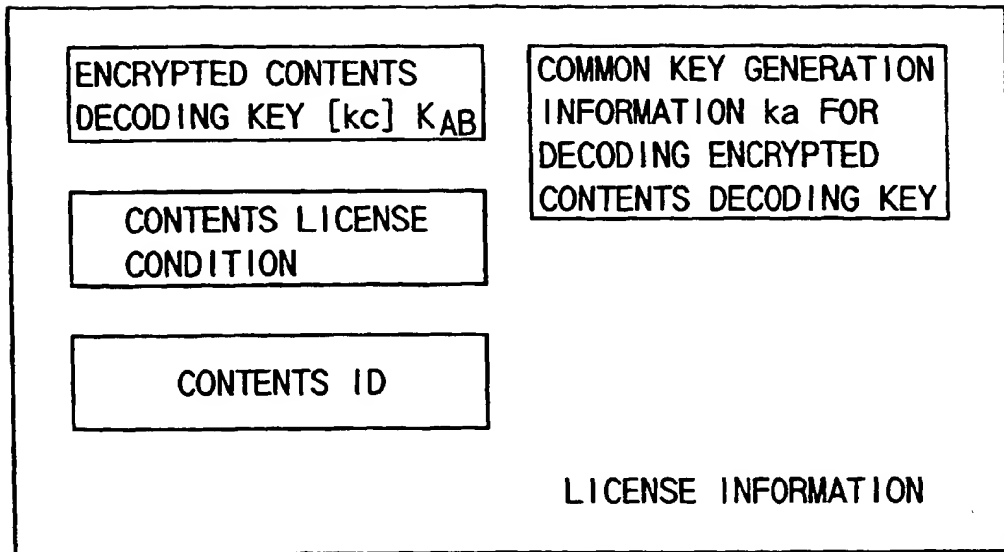 ENCRYPTED CONTENTS
DECODING KEY [kc] KAB
COMMON KEY GENERATION
INFORMATION ka FOR
DECODING ENCRYPTED
CONTENTS DECODING KEY
CONTENTS LICENSE
CONDITION
CONTENTS ID
LICENSE INFORMATION